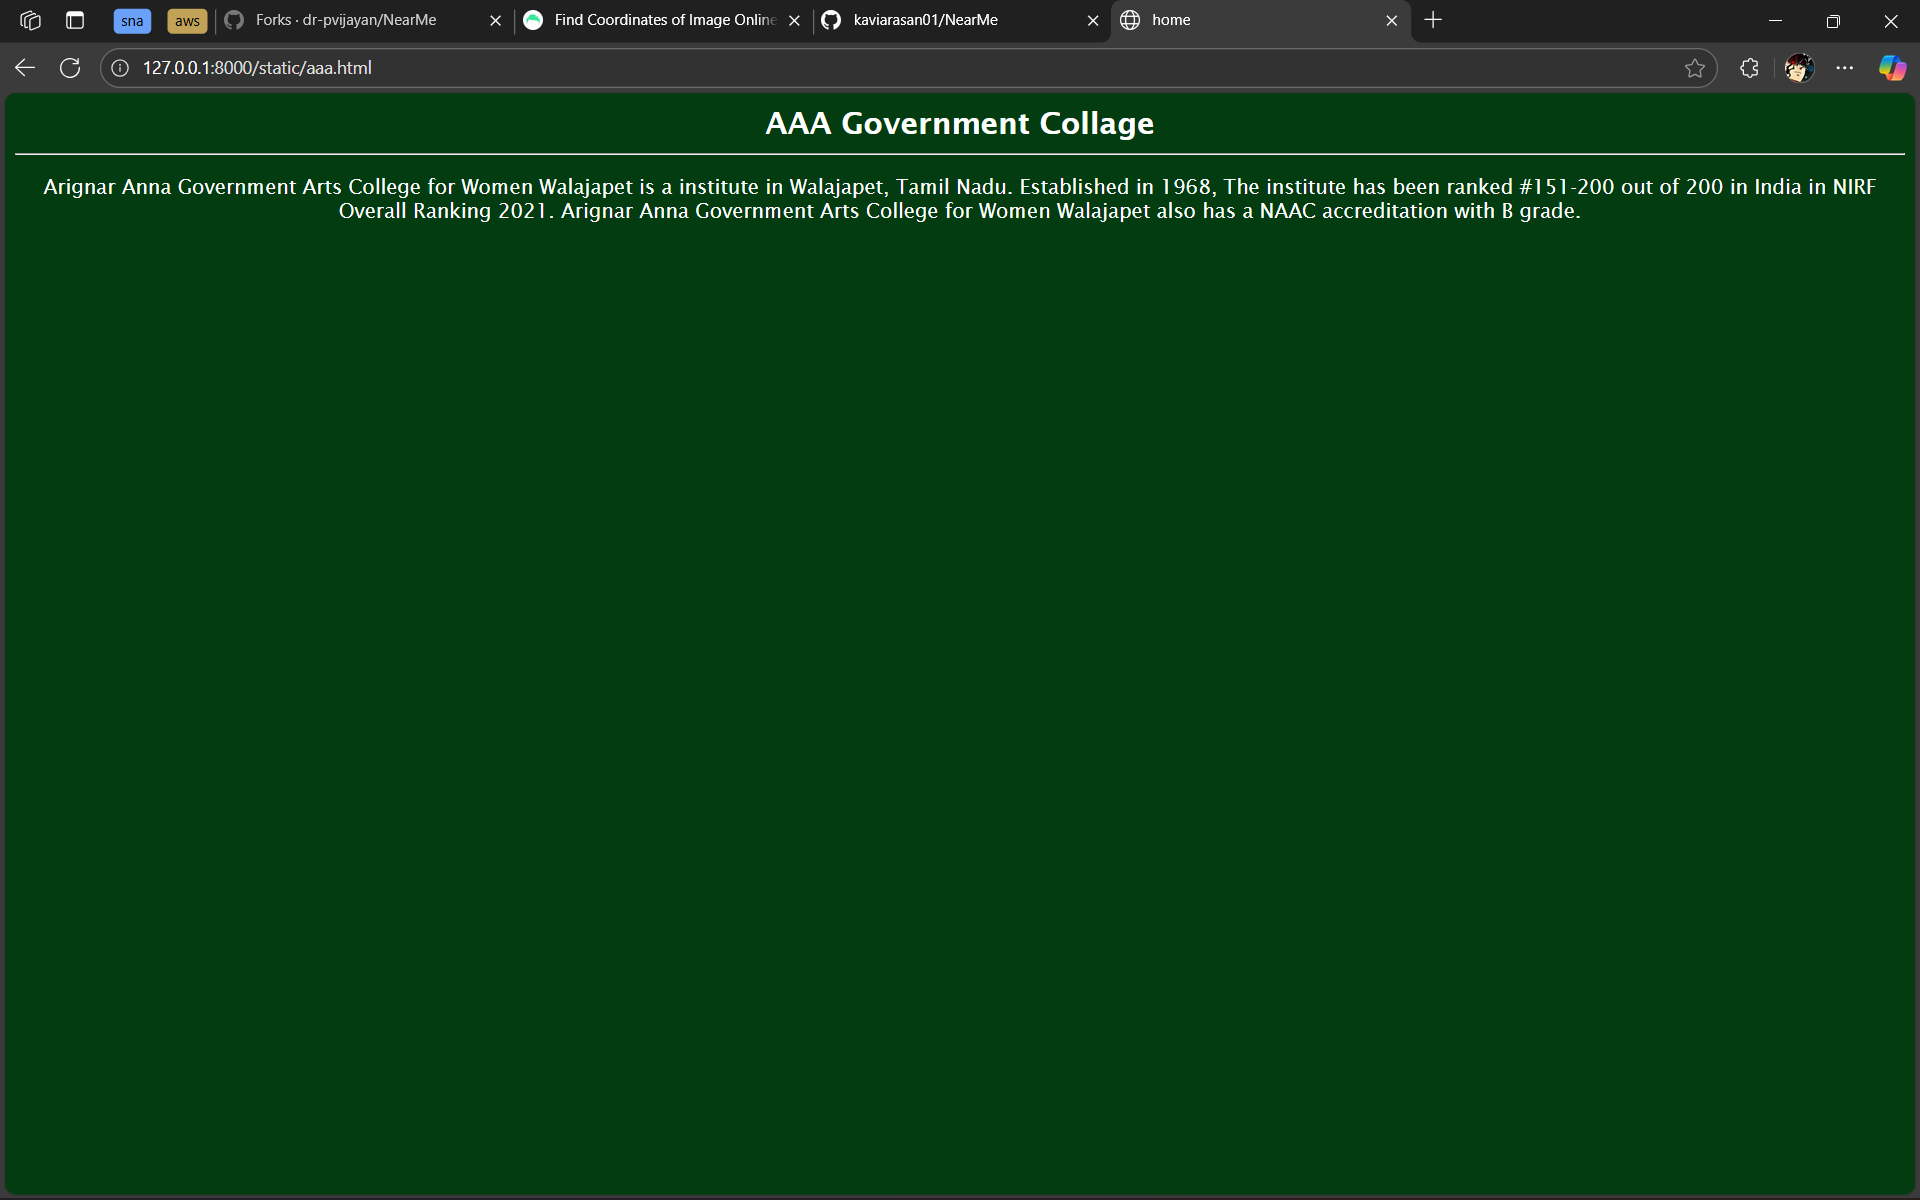 sna
aws
Forks · dr-pvijayan/NearMe
Find Coordinates of Image Online
kaviarasan01/NearMe
home
127.0.0.1:8000/static/aaa.html
AAA Government Collage
Arignar Anna Government Arts College for Women Walajapet is a institute in Walajapet, Tamil Nadu. Established in 1968, The institute has been ranked #151-200 out of 200 in India in NIRF
Overall Ranking 2021. Arignar Anna Government Arts College for Women Walajapet also has a NAAC accreditation with B grade.